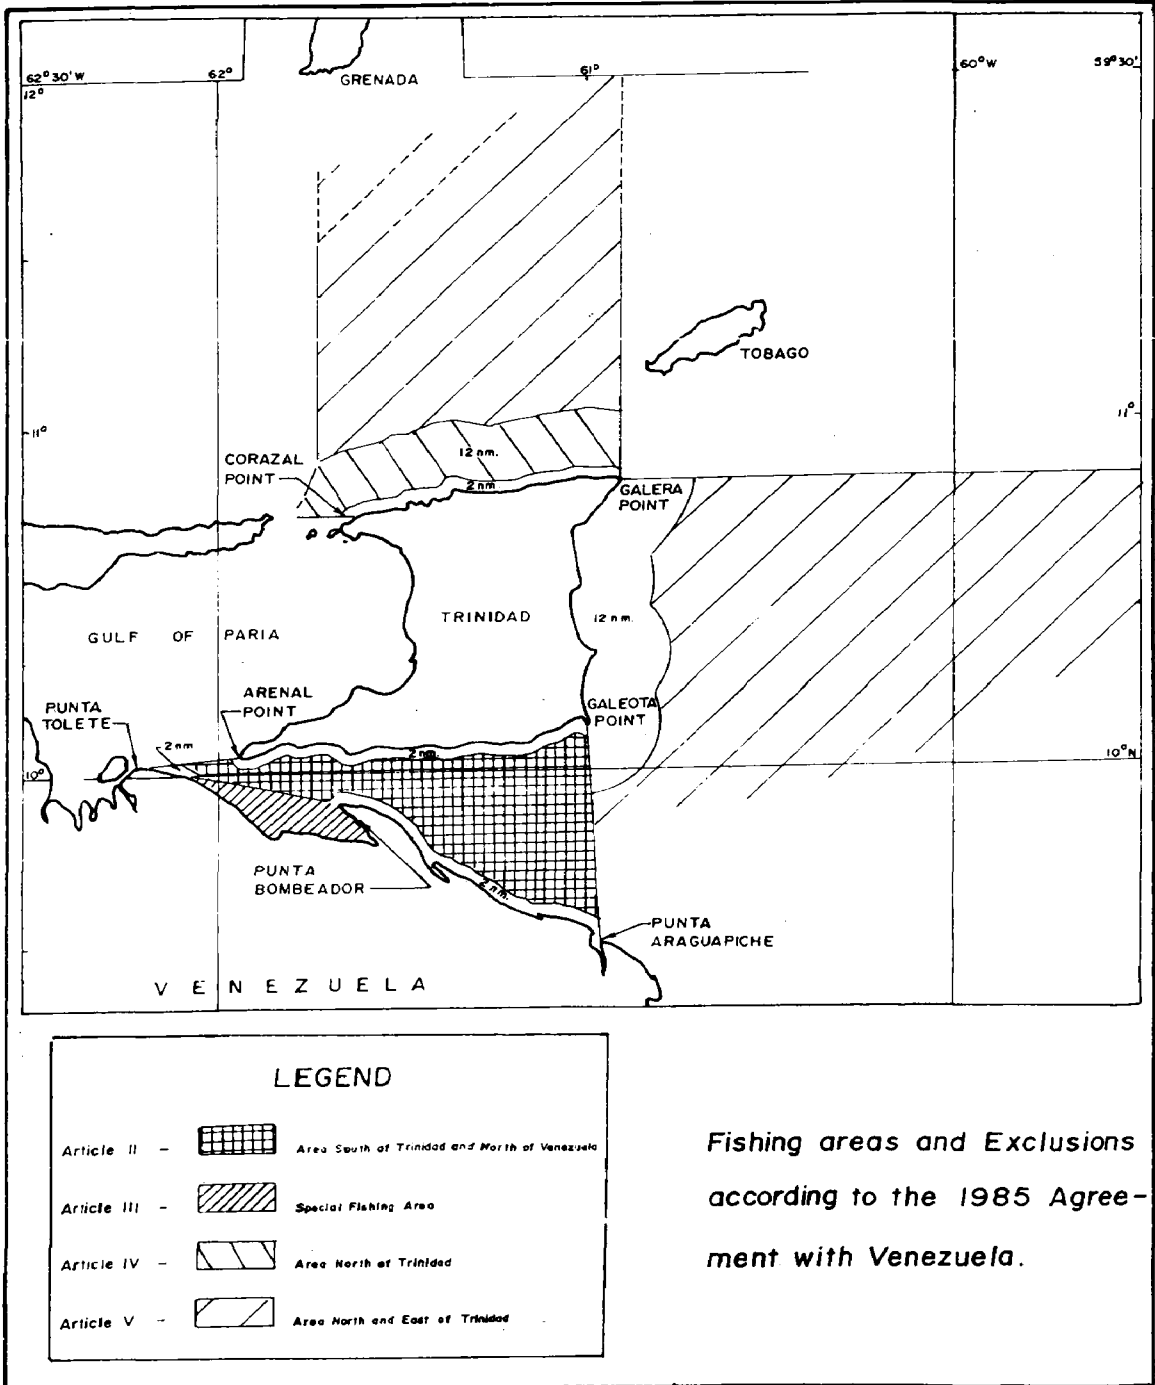 62° 30' W
62°
61°
60° W
59° 30'
12°
GRENADA
TOBAGO
11°
11°
CORAZAL
POINT
12 nm.
2 nm.
GALERA
POINT
GULF OF PARIA
TRINIDAD
12 nm.
PUNTA
TOLETE
ARENAL
POINT
GALEOTA
POINT
2 nm
2 nm.
10°
10° N
PUNTA
BOMBEADOR
2 nm.
PUNTA
ARAGUAPICHE
VENEZUELA
LEGEND
Article II - Area South of Trinidad and North of Venezuela
Article III - Special Fishing Area
Article IV - Area North of Trinidad
Article V - Area North and East of Trinidad
Fishing areas and Exclusions
according to the 1985 Agree-
ment with Venezuela.